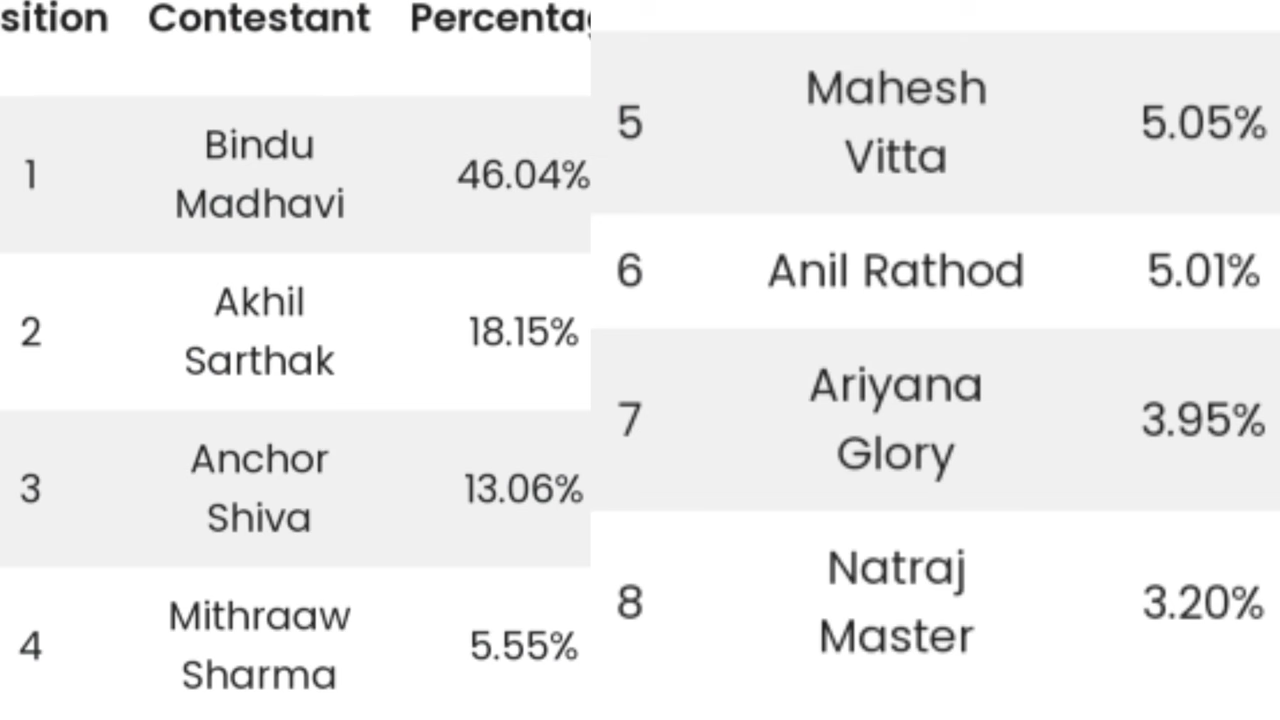 sition Contestant Percenta
1 Bindu Madhavi 46.04%
2 Akhil Sarthak 18.15%
3 Anchor Shiva 13.06%
4 Mithraaw Sharma 5.55%
5 Mahesh Vitta 5.05%
6 Anil Rathod 5.01%
7 Ariyana Glory 3.95%
8 Natraj Master 3.20%